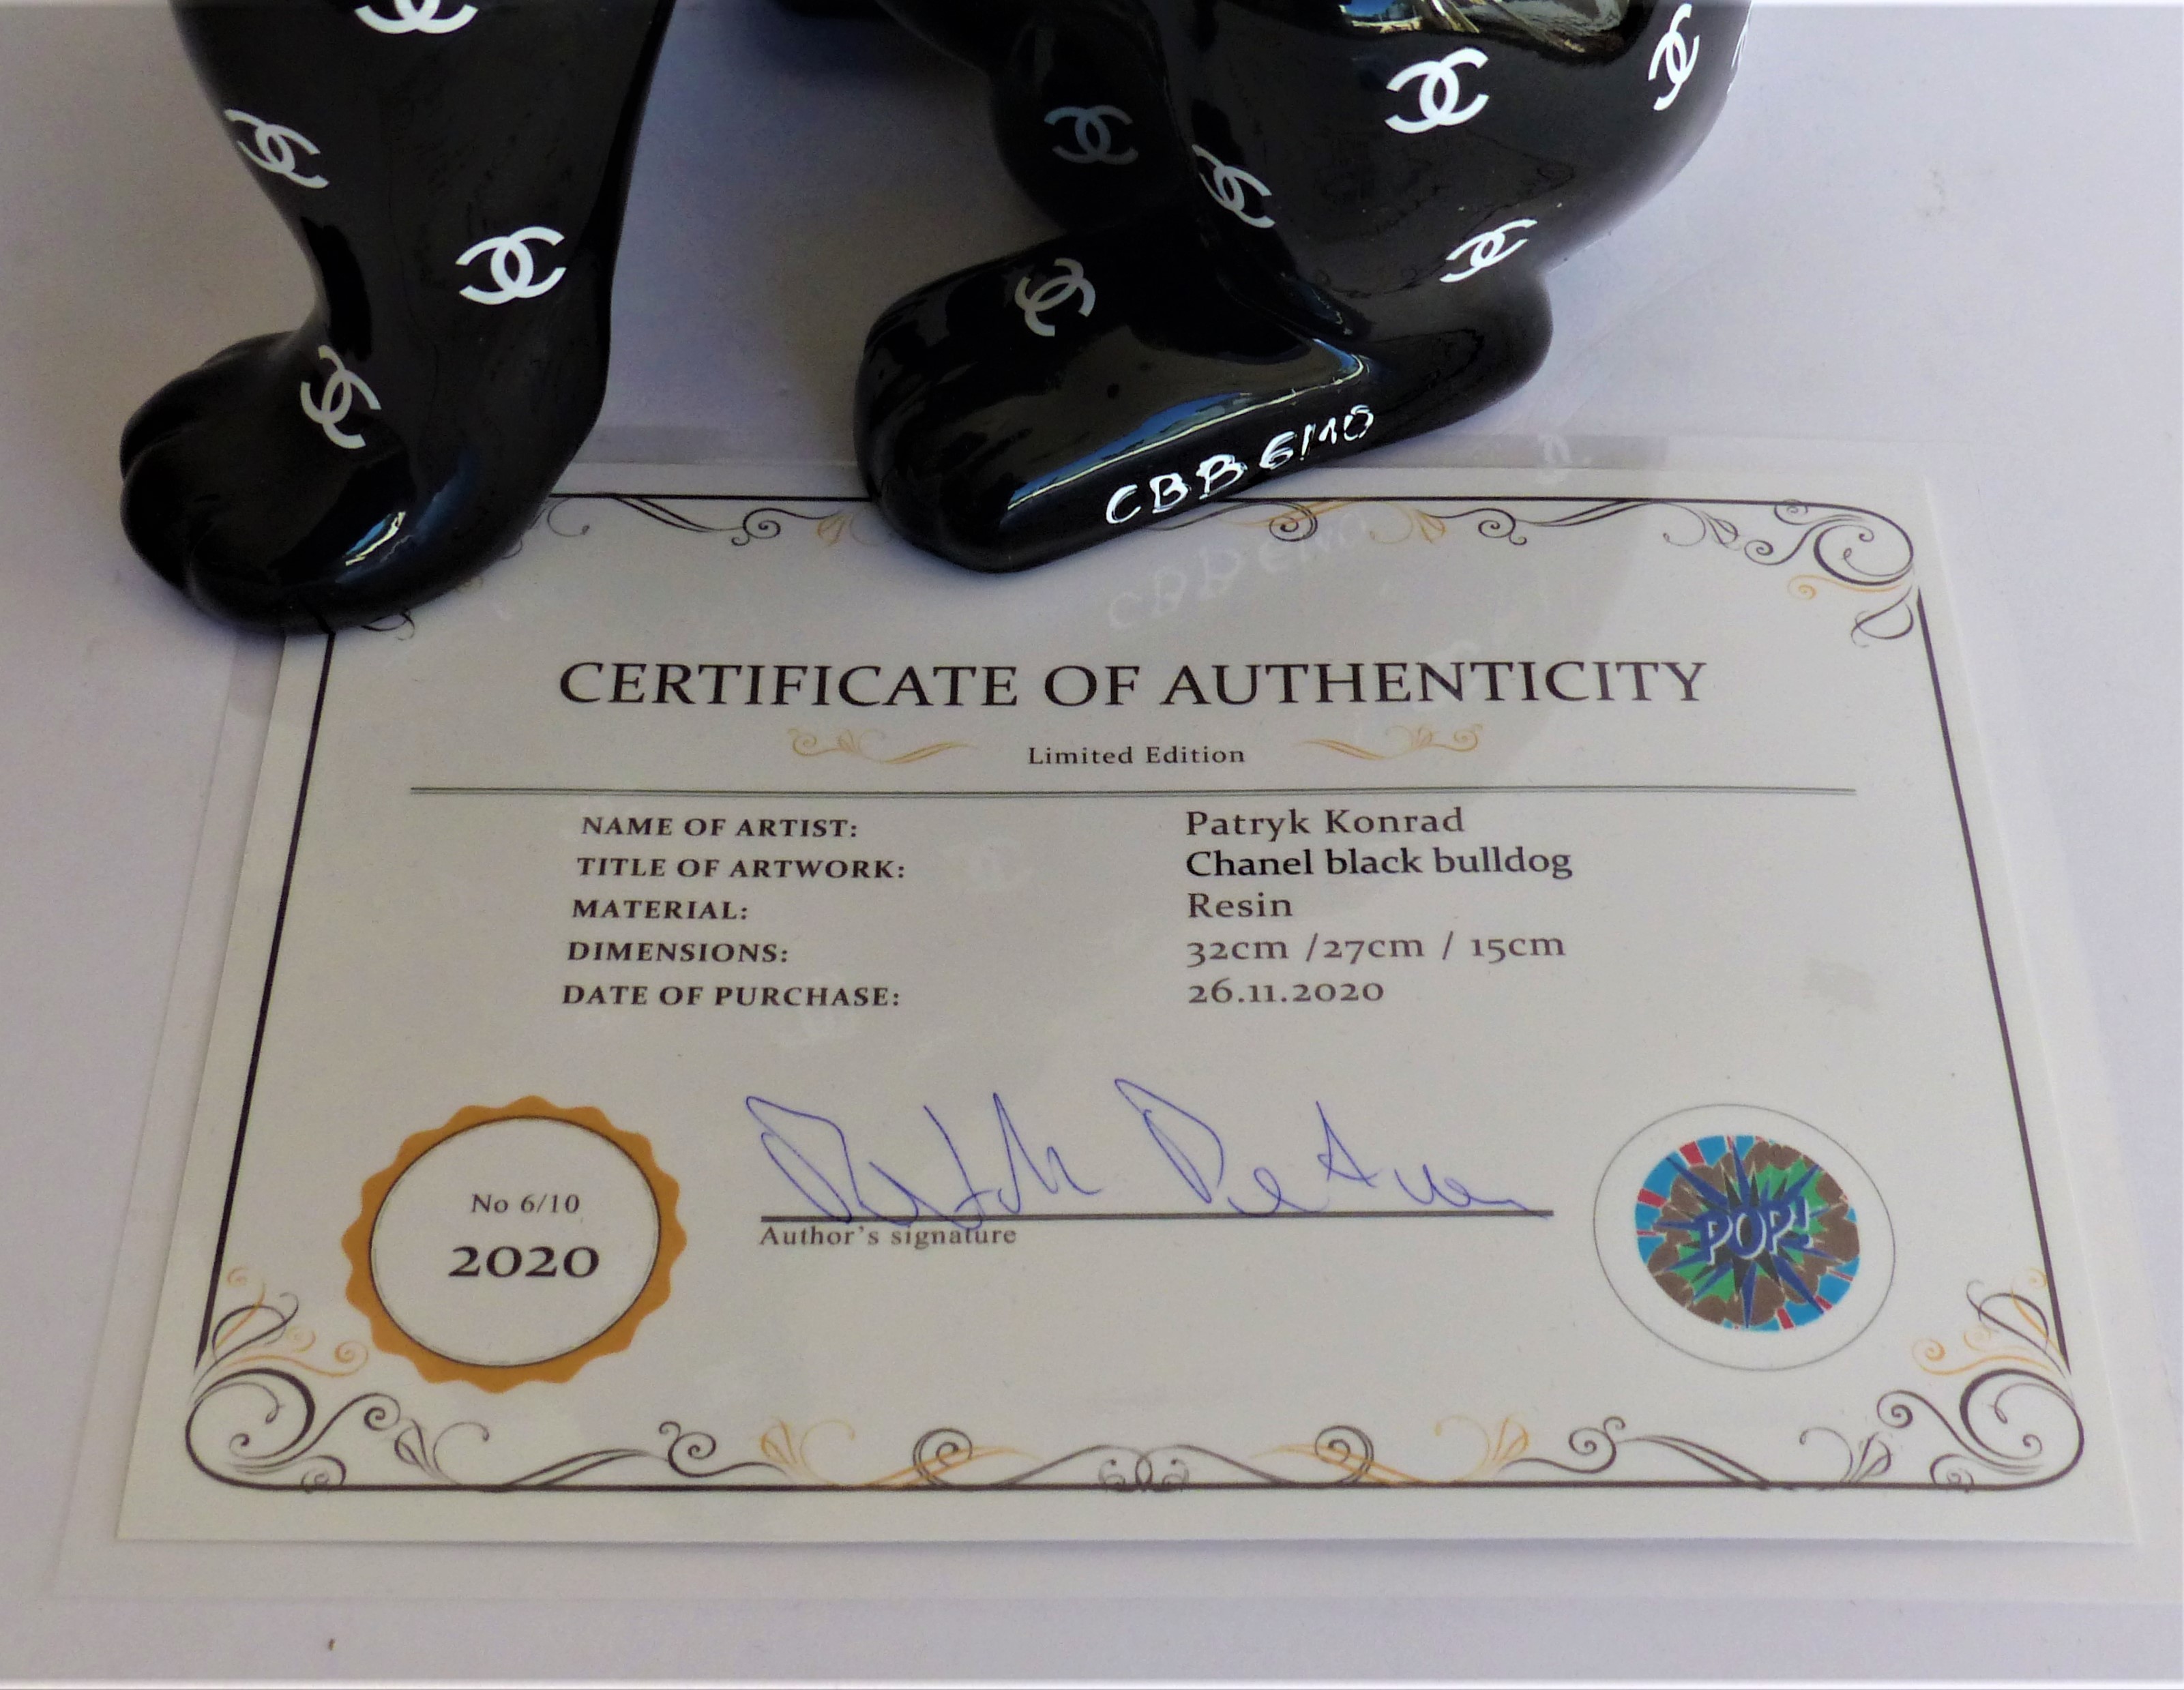 CBB 6/10
CERTIFICATE OF AUTHENTICITY
Limited Edition
NAME OF ARTIST: Patryk Konrad
TITLE OF ARTWORK: Chanel black bulldog
MATERIAL: Resin
DIMENSIONS: 32cm /27cm / 15cm
DATE OF PURCHASE: 26.11.2020
No 6/10
2020
Author's signature
POP!